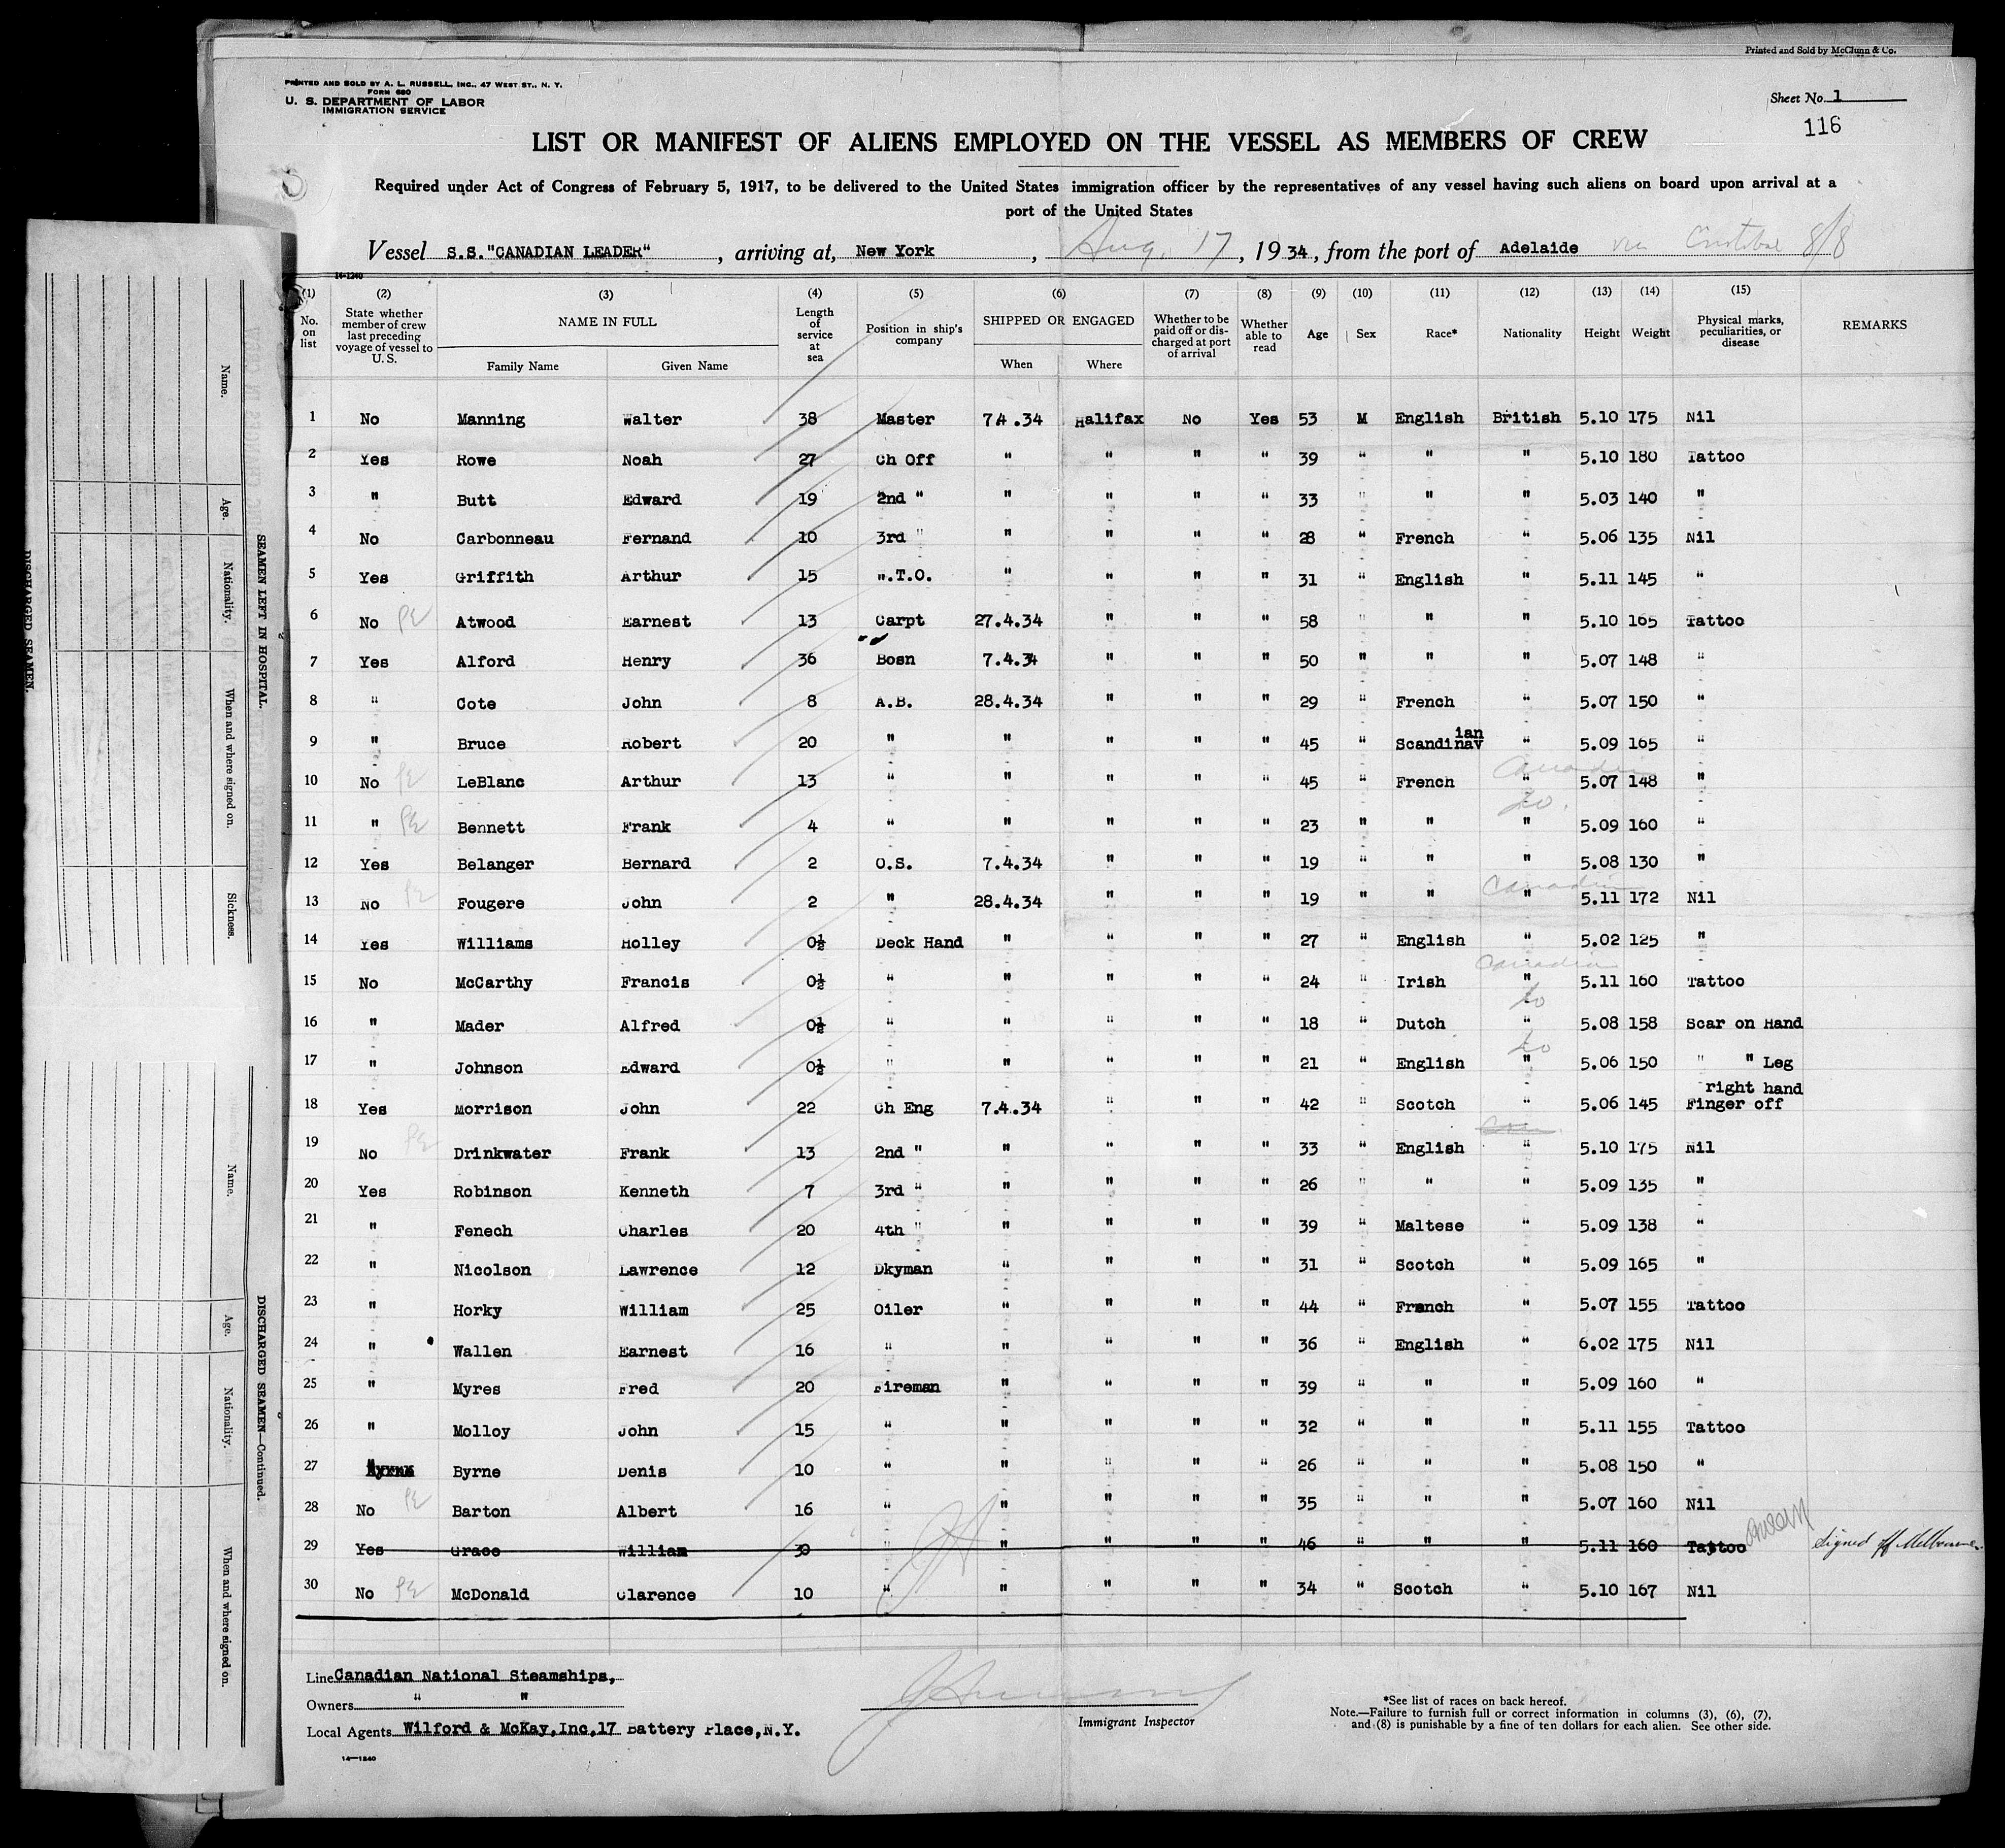 Printed and Sold by McClunn & Co.
PRINTED AND SOLD BY A. L. RUSSELL, INC., 47 WEST ST., N. Y.
FORM 680
U. S. DEPARTMENT OF LABOR
IMMIGRATION SERVICE
Sheet No. 1
116
LIST OR MANIFEST OF ALIENS EMPLOYED ON THE VESSEL AS MEMBERS OF CREW
Required under Act of Congress of February 5, 1917, to be delivered to the United States immigration officer by the representatives of any vessel having such aliens on board upon arrival at a
port of the United States
Vessel S.S."CANADIAN LEADER", arriving at, New York, Aug. 17, 1934, from the port of Adelaide via Cristobal 8/8
14-1240
(1) (2) (3) (4) (5) (6) (7) (8) (9) (10) (11) (12) (13) (14) (15)
No. on list State whether member of crew last preceding voyage of vessel to U. S. NAME IN FULL Family Name Given Name Length of service at sea Position in ship's company SHIPPED OR ENGAGED When Where Whether to be paid off or discharged at port of arrival Whether able to read Age Sex Race* Nationality Height Weight Physical marks, peculiarities, or disease REMARKS
1 No Manning Walter 38 Master 7.4.34 Halifax No Yes 53 M English British 5.10 175 Nil
2 Yes Rowe Noah 27 Ch Off " " " " 39 " " " 5.10 180 Tattoo
3 " Butt Edward 19 2nd " " " " " 33 " " " 5.03 140 "
4 No Carbonneau Fernand 10 3rd " " " " " 28 " French " 5.06 135 Nil
5 Yes Griffith Arthur 15 W.T.O. " " " " 31 " English " 5.11 145 "
6 No PE Atwood Earnest 13 Carpt 27.4.34 " " " 58 " " " 5.10 165 Tattoo
7 Yes Alford Henry 36 Bosn 7.4.34 " " " 50 " " " 5.07 148 "
8 " Cote John 8 A.B. 28.4.34 " " " 29 " French " 5.07 150 "
9 " Bruce Robert 20 " " " " " 45 " Scandinavian " 5.09 165 "
10 No PE LeBlanc Arthur 13 " " " " " 45 " French " Canadian 5.07 148 "
11 " PE Bennett Frank 4 " " " " " 23 " " " do. 5.09 160 "
12 Yes Belanger Bernard 2 O.S. 7.4.34 " " " 19 " " " 5.08 130 "
13 No PE Fougere John 2 " 28.4.34 " " " 19 " " " Canadian 5.11 172 Nil
14 Yes Williams Holley 0½ Deck Hand " " " " 27 " English " 5.02 125 "
15 No McCarthy Francis 0½ " " " " " 24 " Irish " Canadian 5.11 160 Tattoo
16 " Mader Alfred 0½ " " " " " 18 " Dutch " do 5.08 158 Scar on Hand
17 " Johnson Edward 0½ " " " " " 21 " English " do 5.06 150 " " Leg
18 Yes Morrison John 22 Ch Eng 7.4.34 " " " 42 " Scotch " 5.06 145 right hand Finger off
19 No PE Drinkwater Frank 13 2nd " " " " " 33 " English " 5.10 175 Nil
20 Yes Robinson Kenneth 7 3rd " " " " " 26 " " " 5.09 135 "
21 " Fenech Charles 20 4th " " " " " 39 " Maltese " 5.09 138 "
22 " Nicolson Lawrence 12 Dkyman " " " " 31 " Scotch " 5.09 165 "
23 " Horky William 25 Oiler " " " " 44 " French " 5.07 155 Tattoo
24 " Wallen Earnest 16 " " " " " 36 " English " 6.02 175 Nil
25 " Myres Fred 20 Fireman " " " " 39 " " " 5.09 160 "
26 " Molloy John 15 " " " " " 32 " " " 5.11 155 Tattoo
27 " Byrne Denis 10 " " " " " 26 " " " 5.08 150 "
28 No PE Barton Albert 16 " " " " " 35 " " " 5.07 160 Nil
29 Yes Grace William 30 " " " " " 46 " " " 5.11 160 Tattoo Signed off Melbourne.
30 No PE McDonald Clarence 10 " " " " " 34 " Scotch " 5.10 167 Nil
Line Canadian National Steamships,
Owners " "
Local Agents Wilford & McKay,Inc,17 Battery Place,N.Y.
14—1240
Immigrant Inspector
*See list of races on back hereof.
Note.—Failure to furnish full or correct information in columns (3), (6), (7),
and (8) is punishable by a fine of ten dollars for each alien. See other side.
SEAMEN LEFT IN HOSPITAL.
Name.
Age.
Nationality.
When and where signed on.
Sickness.
DISCHARGED SEAMEN.
DISCHARGED SEAMEN—Continued.
Name.
Age.
Nationality.
When and where signed on.